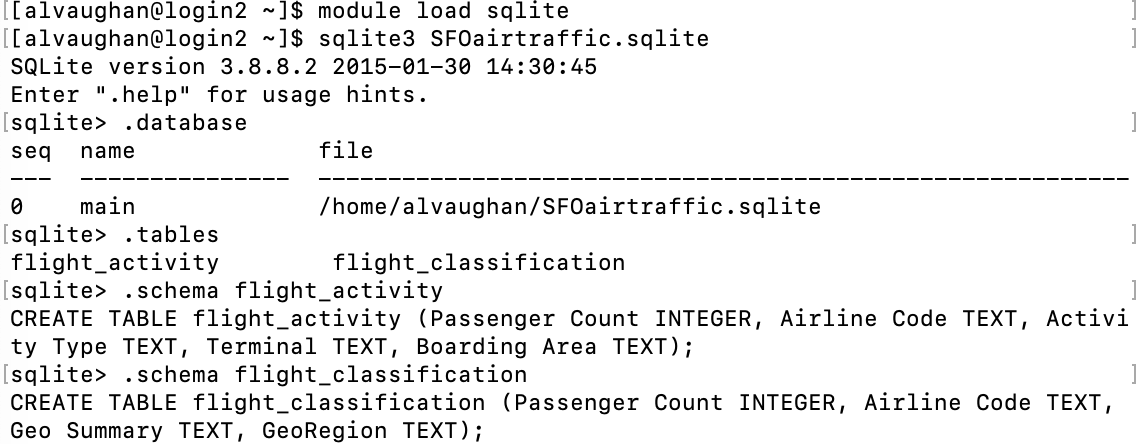 [[alvaughan@login2 ~]$ module load sqlite ]
[[alvaughan@login2 ~]$ sqlite3 SFOairtraffic.sqlite ]
SQLite version 3.8.8.2 2015-01-30 14:30:45
Enter ".help" for usage hints.
[sqlite> .database ]
seq  name             file
---  ---------------  ----------------------------------------------------------
0    main             /home/alvaughan/SFOairtraffic.sqlite
[sqlite> .tables ]
flight_activity        flight_classification
[sqlite> .schema flight_activity ]
CREATE TABLE flight_activity (Passenger Count INTEGER, Airline Code TEXT, Activi
ty Type TEXT, Terminal TEXT, Boarding Area TEXT);
[sqlite> .schema flight_classification ]
CREATE TABLE flight_classification (Passenger Count INTEGER, Airline Code TEXT,
Geo Summary TEXT, GeoRegion TEXT);